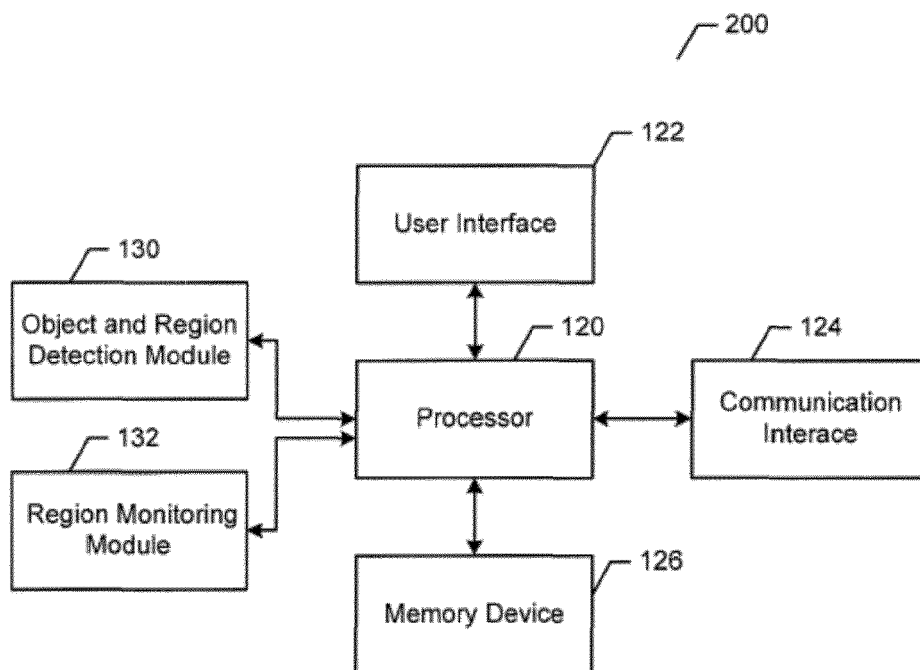 200
122
User Interface
130
Object and Region
Detection Module
120
Processor
124
Communication
Interace
132
Region Monitoring
Module
126
Memory Device